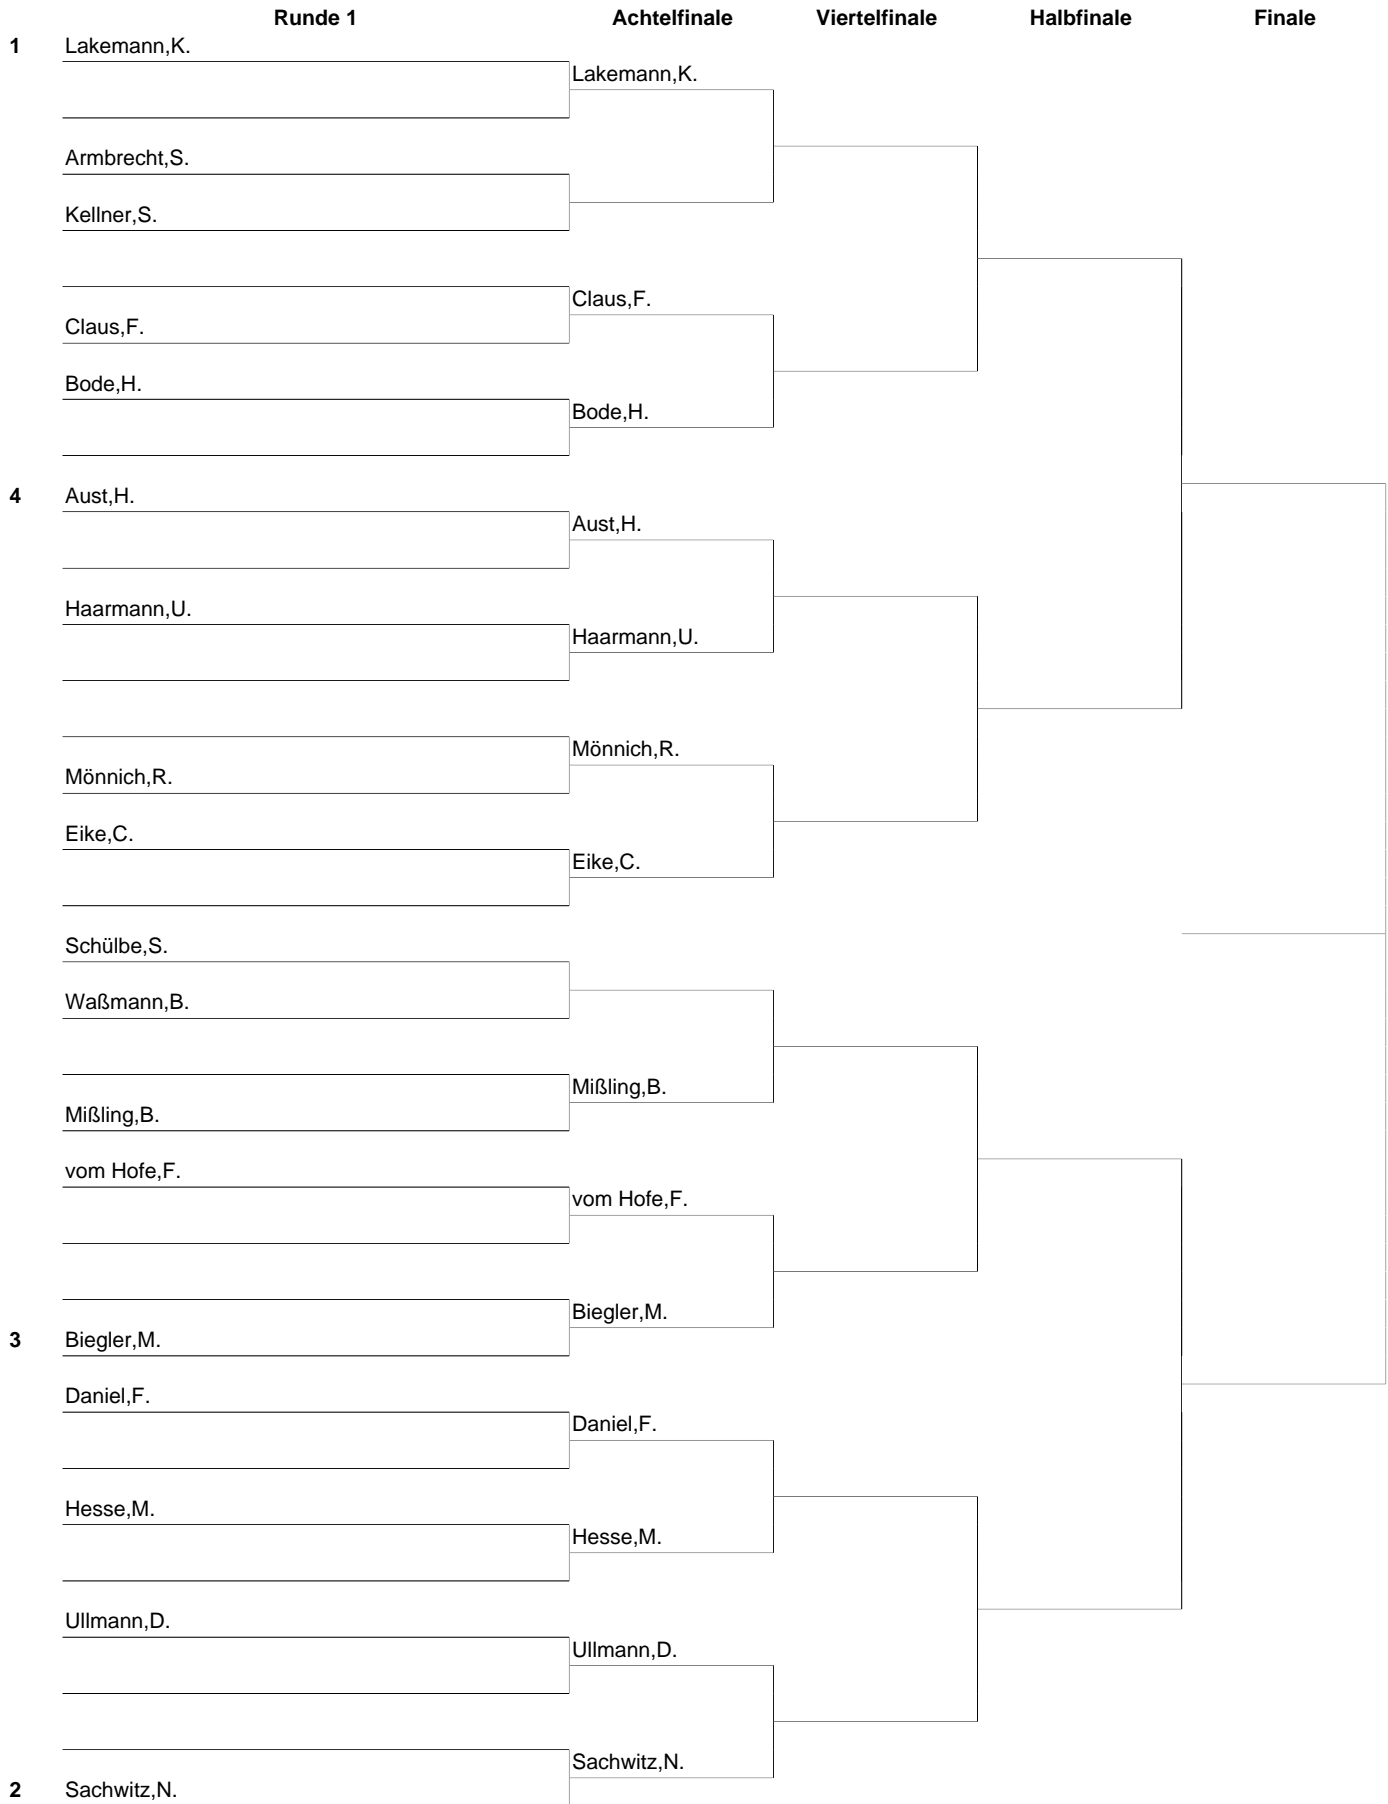 Runde 1 Achtelfinale Viertelfinale Halbfinale Finale
1 Lakemann,K.
Lakemann,K.
Armbrecht,S.
Kellner,S.
Claus,F.
Claus,F.
Bode,H.
Bode,H.
4 Aust,H.
Aust,H.
Haarmann,U.
Haarmann,U.
Mönnich,R.
Mönnich,R.
Eike,C.
Eike,C.
Schülbe,S.
Waßmann,B.
Mißling,B.
Mißling,B.
vom Hofe,F.
vom Hofe,F.
Biegler,M.
3 Biegler,M.
Daniel,F.
Daniel,F.
Hesse,M.
Hesse,M.
Ullmann,D.
Ullmann,D.
Sachwitz,N.
2 Sachwitz,N.